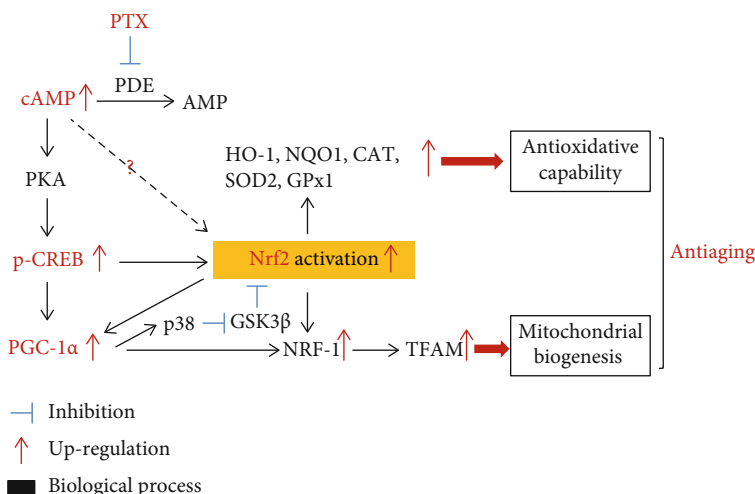 PTX
PDE
cAMP
AMP
?
HO-1, NQO1, CAT,
SOD2, GPx1
Antioxidative
capability
PKA
p-CREB
Nrf2 activation
Antiaging
p38
GSK3β
PGC-1α
NRF-1
TFAM
Mitochondrial
biogenesis
Inhibition
Up-regulation
Biological process